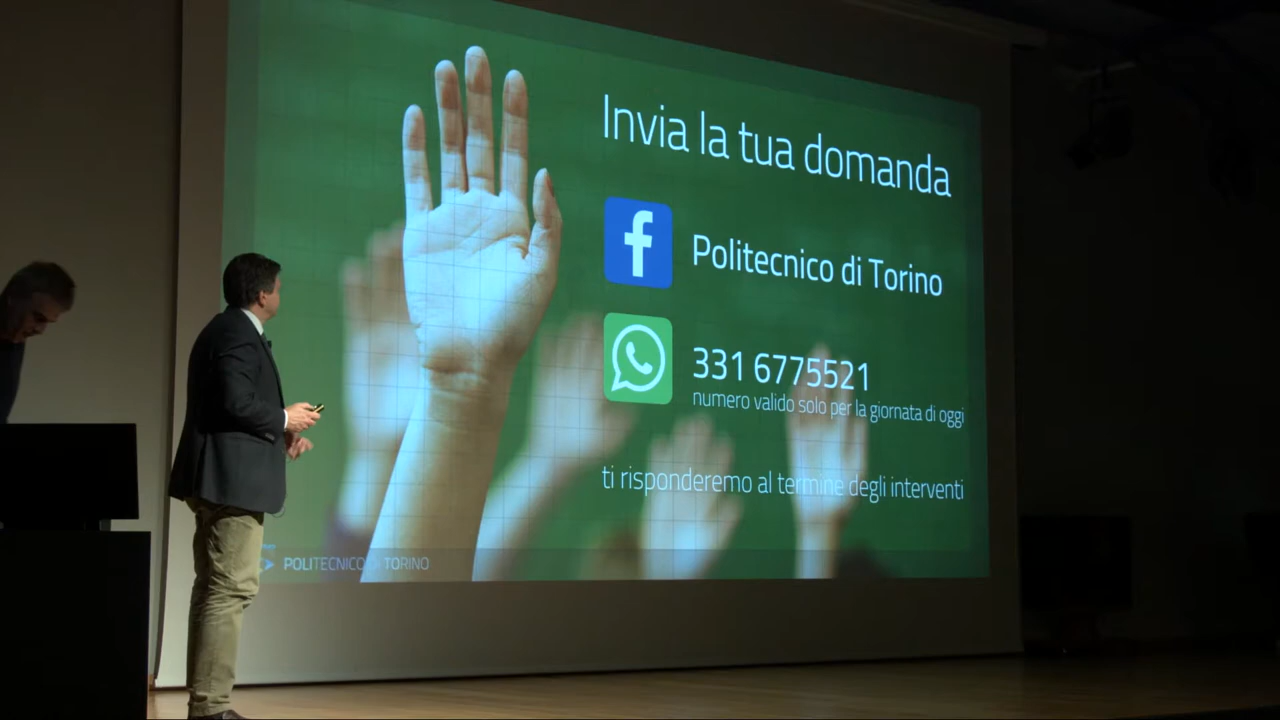 Invia la tua domanda
f
Politecnico di Torino
331 6775521
numero valido solo per la giornata di oggi
ti risponderemo al termine degli interventi
POLITECNICO DI TORINO